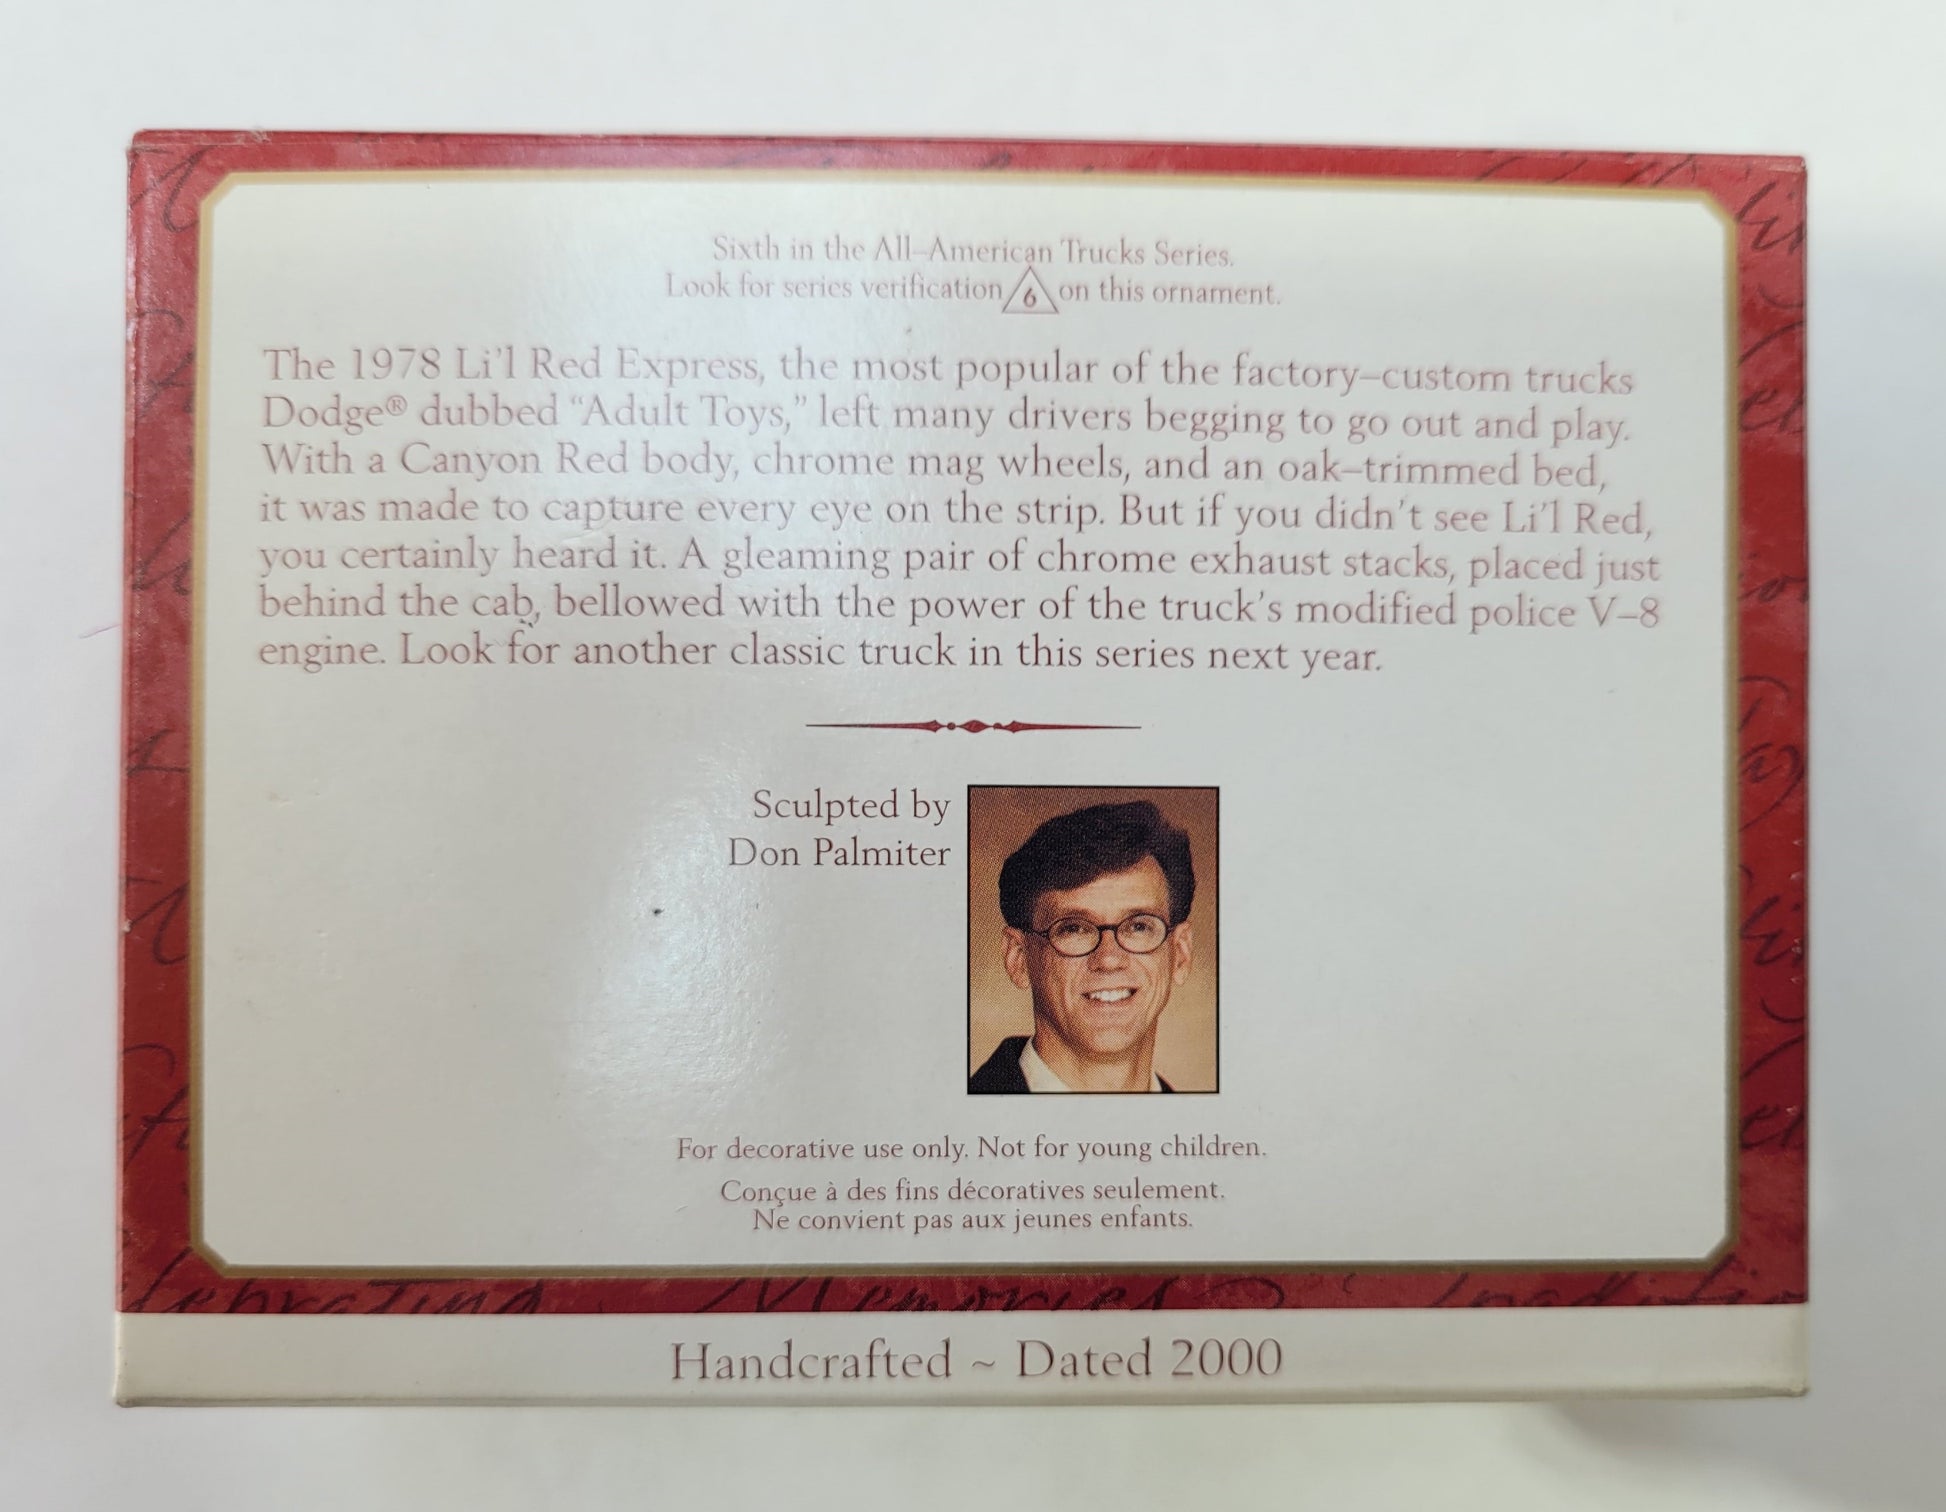 Sixth in the All–American Trucks Series.
Look for series verification 6 on this ornament.
The 1978 Li'l Red Express, the most popular of the factory–custom trucks
Dodge® dubbed “Adult Toys,” left many drivers begging to go out and play.
With a Canyon Red body, chrome mag wheels, and an oak–trimmed bed,
it was made to capture every eye on the strip. But if you didn't see Li'l Red,
you certainly heard it. A gleaming pair of chrome exhaust stacks, placed just
behind the cab, bellowed with the power of the truck's modified police V–8
engine. Look for another classic truck in this series next year.
Sculpted by
Don Palmiter
For decorative use only. Not for young children.
Conçue à des fins décoratives seulement.
Ne convient pas aux jeunes enfants.
Memories
Handcrafted ~ Dated 2000